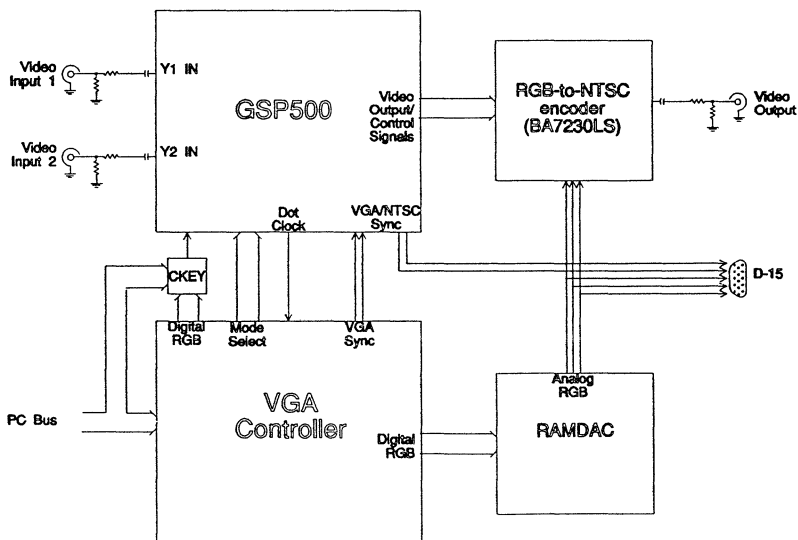 Video
Input 1
Y1 IN
GSP500
Video
Output/
Control
Signals
RGB-to-NTSC
encoder
(BA7230LS)
Video
Output
Video
Input 2
Y2 IN
Dot
Clock
VGA/NTSC
Sync
CKEY
D-15
Digital
RGB
Mode
Select
VGA
Sync
PC Bus
VGA
Controller
Digital
RGB
Analog
RGB
RAMDAC